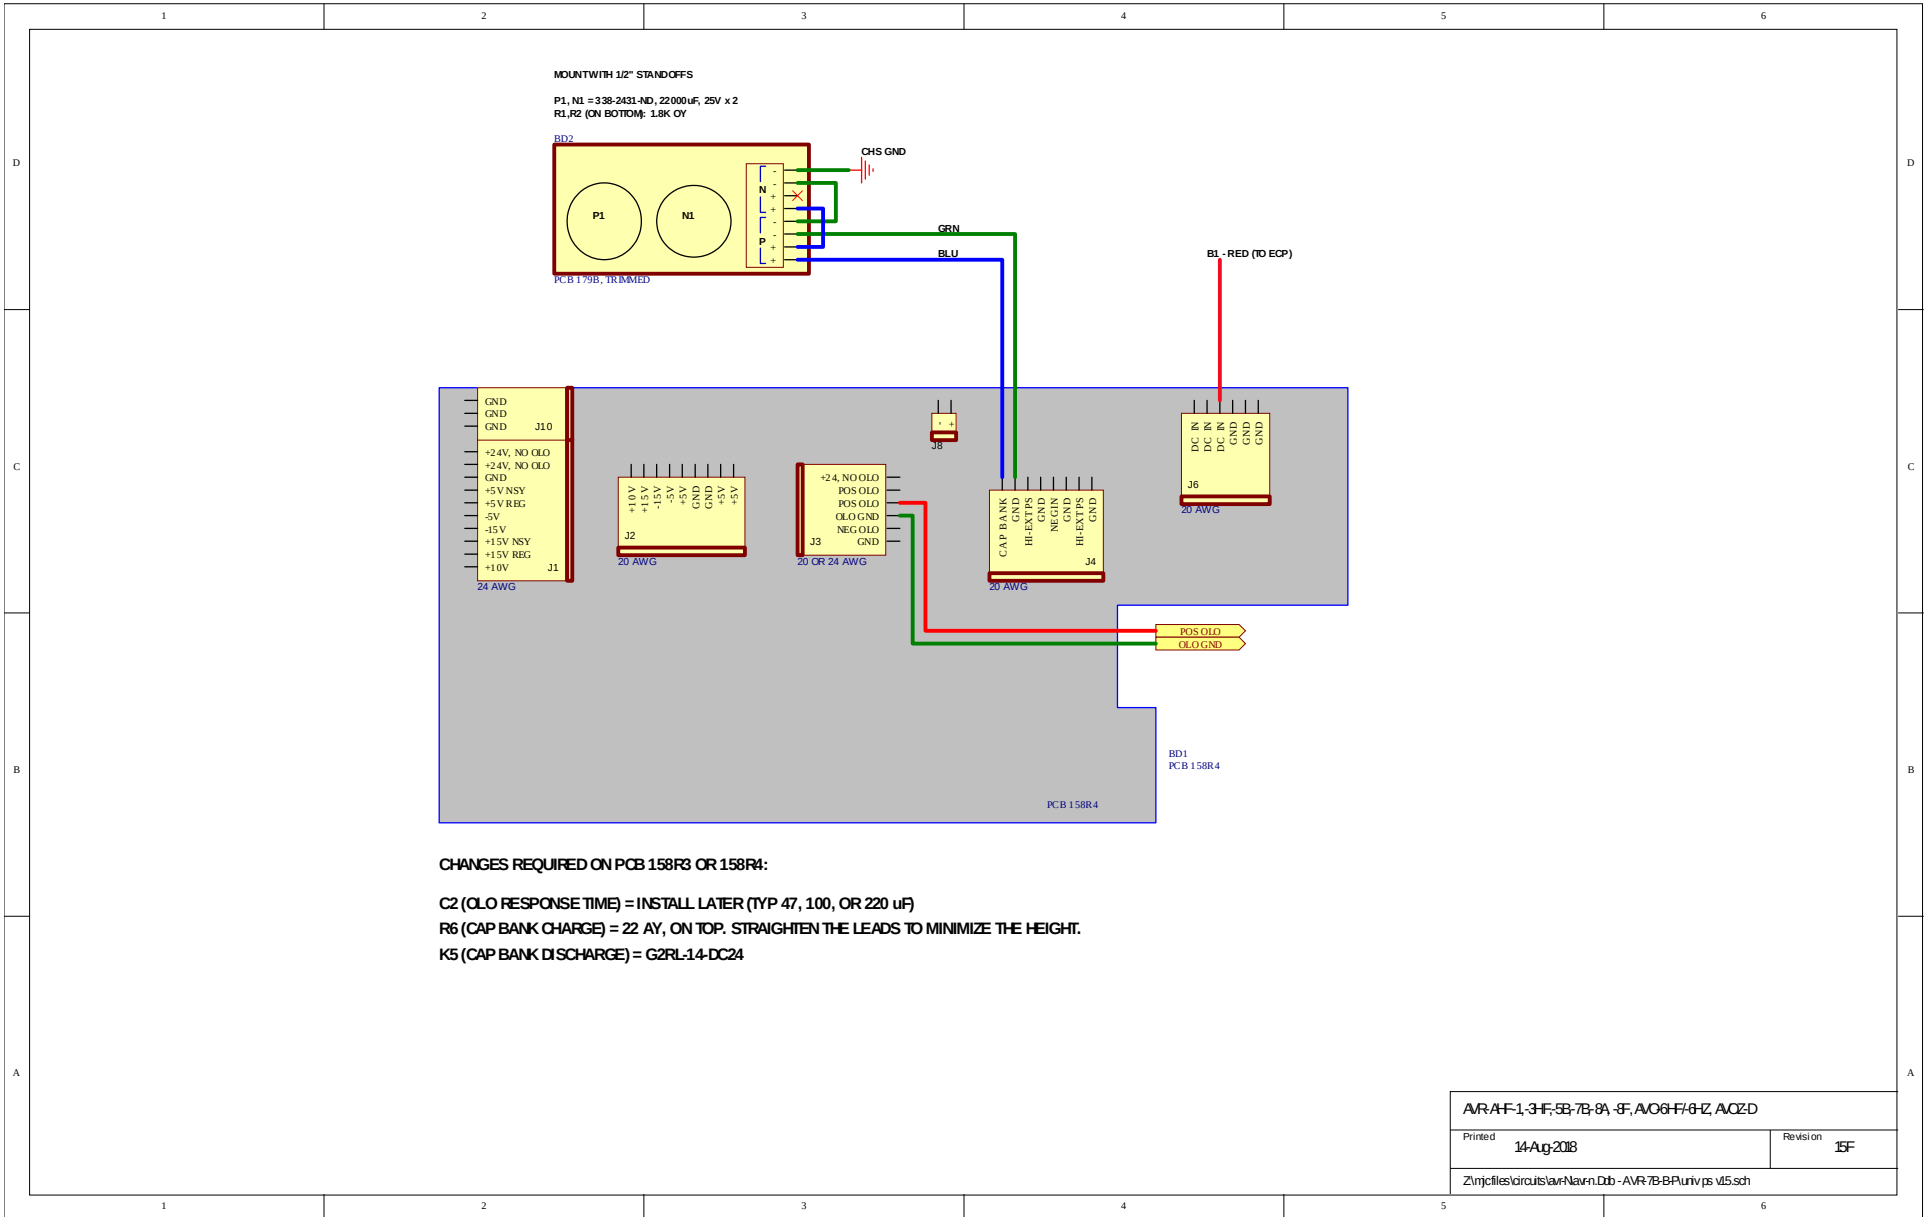 1 2 3 4 5 6
MOUNT WITH 1/2" STANDOFFS
P1, N1 = 338-2431-ND, 22000uF, 25V x 2
R1,R2 (ON BOTTOM): 1.8K OY
BD2
P1
N1
N
P
-
-
+
+
-
-
+
+
CHS GND
PCB 179B, TRIMMED
GRN
BLU
B1 - RED (TO ECP)
D
D
C
C
B
B
A
A
GND
GND
GND
J10
+24V, NO OLO
+24V, NO OLO
GND
+5V NSY
+5V REG
-5V
-15V
+15V NSY
+15V REG
+10V
J1
24 AWG
+10V
+15V
-15V
-5V
+5V
GND
GND
+5V
+5V
J2
20 AWG
+24, NO OLO
POS OLO
POS OLO
OLO GND
NEG OLO
GND
J3
20 OR 24 AWG
- +
J8
CAP BANK
GND
HI-EXT PS
GND
NEG IN
GND
HI-EXT PS
GND
J4
20 AWG
DC IN
DC IN
DC IN
GND
GND
GND
J6
20 AWG
POS OLO
OLO GND
BD1
PCB 158R4
PCB 158R4
CHANGES REQUIRED ON PCB 158R3 OR 158R4:
C2 (OLO RESPONSE TIME) = INSTALL LATER (TYP 47, 100, OR 220 uF)
R6 (CAP BANK CHARGE) = 22 AY, ON TOP. STRAIGHTEN THE LEADS TO MINIMIZE THE HEIGHT.
K5 (CAP BANK DISCHARGE) = G2RL-14-DC24
AVR-AHF-1, -3HF, -5B, -7B, -8A, -8F, AVO-6HF/-6HZ, AVOZ-D
Printed 14-Aug-2018
Revision 15F
Z:\mjcfiles\circuits\avr-N\avr-n.Ddb - AVR-7B-B-P\univ ps v15.sch
1 2 3 4 5 6